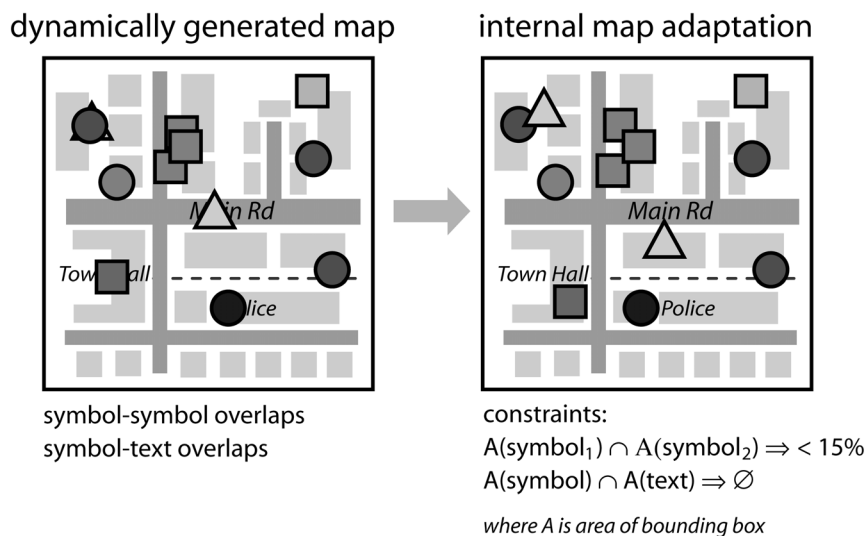 dynamically generated map
internal map adaptation
Main Rd
Town Hall
lice
Main Rd
Town Hall
Police
symbol-symbol overlaps
symbol-text overlaps
constraints:
A(symbol₁) ∩ A(symbol₂) ⇒ < 15%
A(symbol) ∩ A(text) ⇒ ∅
where A is area of bounding box